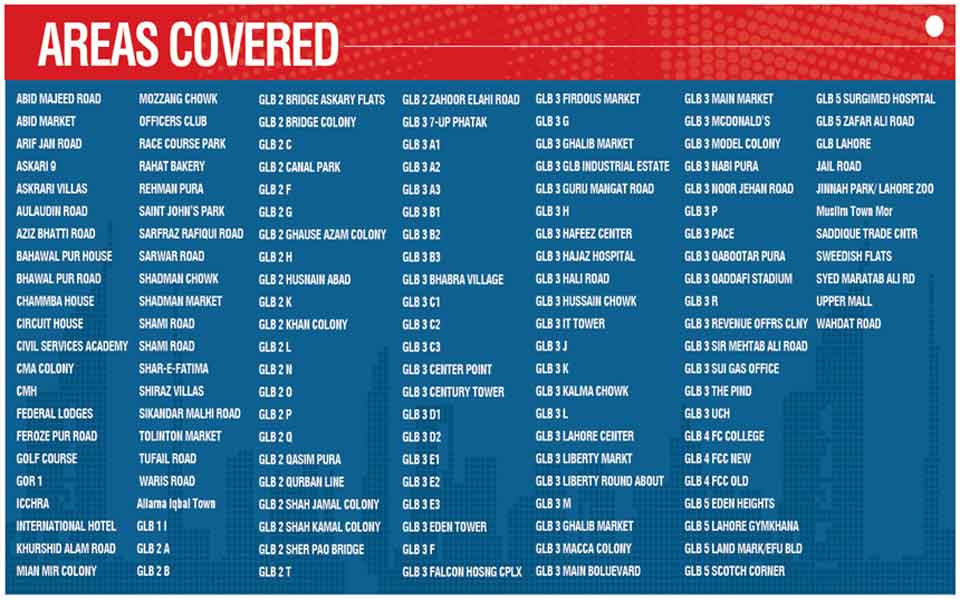 AREAS COVERED
ABID MAJEED ROAD
ABID MARKET
ARIF JAN ROAD
ASKARI 9
ASKRARI VILLAS
AULAUDIN ROAD
AZIZ BHATTI ROAD
BAHAWAL PUR HOUSE
BHAWAL PUR ROAD
CHAMMBA HOUSE
CIRCUIT HOUSE
CIVIL SERVICES ACADEMY
CMA COLONY
CMH
FEDERAL LODGES
FEROZE PUR ROAD
GOLF COURSE
GOR 1
ICCHRA
INTERNATIONAL HOTEL
KHURSHID ALAM ROAD
MIAN MIR COLONY
MOZZANG CHOWK
OFFICERS CLUB
RACE COURSE PARK
RAHAT BAKERY
REHMAN PURA
SAINT JOHN'S PARK
SARFRAZ RAFIQUI ROAD
SARWAR ROAD
SHADMAN CHOWK
SHADMAN MARKET
SHAMI ROAD
SHAMI ROAD
SHAR-E-FATIMA
SHIRAZ VILLAS
SIKANDAR MALHI ROAD
TOLINTON MARKET
TUFAIL ROAD
WARIS ROAD
Allama Iqbal Town
GLB 1 I
GLB 2 A
GLB 2 B
GLB 2 BRIDGE ASKARY FLATS
GLB 2 BRIDGE COLONY
GLB 2 C
GLB 2 CANAL PARK
GLB 2 F
GLB 2 G
GLB 2 GHAUSE AZAM COLONY
GLB 2 H
GLB 2 HUSNAIN ABAD
GLB 2 K
GLB 2 KHAN COLONY
GLB 2 L
GLB 2 N
GLB 2 O
GLB 2 P
GLB 2 Q
GLB 2 QASIM PURA
GLB 2 QURBAN LINE
GLB 2 SHAH JAMAL COLONY
GLB 2 SHAH KAMAL COLONY
GLB 2 SHER PAO BRIDGE
GLB 2 T
GLB 2 ZAHOOR ELAHI ROAD
GLB 3 7-UP PHATAK
GLB 3 A1
GLB 3 A2
GLB 3 A3
GLB 3 B1
GLB 3 B2
GLB 3 B3
GLB 3 BHABRA VILLAGE
GLB 3 C1
GLB 3 C2
GLB 3 C3
GLB 3 CENTER POINT
GLB 3 CENTURY TOWER
GLB 3 D1
GLB 3 D2
GLB 3 E1
GLB 3 E2
GLB 3 E3
GLB 3 EDEN TOWER
GLB 3 F
GLB 3 FALCON HOSNG CPLX
GLB 3 FIRDOUS MARKET
GLB 3 G
GLB 3 GHALIB MARKET
GLB 3 GLB INDUSTRIAL ESTATE
GLB 3 GURU MANGAT ROAD
GLB 3 H
GLB 3 HAFEEZ CENTER
GLB 3 HAJAZ HOSPITAL
GLB 3 HALI ROAD
GLB 3 HUSSAIN CHOWK
GLB 3 IT TOWER
GLB 3 J
GLB 3 K
GLB 3 KALMA CHOWK
GLB 3 L
GLB 3 LAHORE CENTER
GLB 3 LIBERTY MARKT
GLB 3 LIBERTY ROUND ABOUT
GLB 3 M
GLB 3 GHALIB MARKET
GLB 3 MACCA COLONY
GLB 3 MAIN BOLUEVARD
GLB 3 MAIN MARKET
GLB 3 MCDONALD'S
GLB 3 MODEL COLONY
GLB 3 NABI PURA
GLB 3 NOOR JEHAN ROAD
GLB 3 P
GLB 3 PACE
GLB 3 QABOOTAR PURA
GLB 3 QADDAFI STADIUM
GLB 3 R
GLB 3 REVENUE OFFRS CLNY
GLB 3 SIR MEHTAB ALI ROAD
GLB 3 SUI GAS OFFICE
GLB 3 THE PIND
GLB 3 UCH
GLB 4 FC COLLEGE
GLB 4 FCC NEW
GLB 4 FCC OLD
GLB 5 EDEN HEIGHTS
GLB 5 LAHORE GYMKHANA
GLB 5 LAND MARK/EFU BLD
GLB 5 SCOTCH CORNER
GLB 5 SURGIMED HOSPITAL
GLB 5 ZAFAR ALI ROAD
GLB LAHORE
JAIL ROAD
JINNAH PARK/ LAHORE ZOO
Muslim Town Mor
SADDIQUE TRADE CNTR
SWEEDISH FLATS
SYED MARATAB ALI RD
UPPER MALL
WAHDAT ROAD